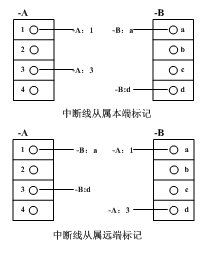 -A -B
1 -A：1 -B：a a
2 b
3 -A：3 c
4 -B:d d
中断线从属本端标记
-A -B
1 -B：a -A：1 a
2 b
3 -B:d c
4 -A：3 d
中断线从属远端标记